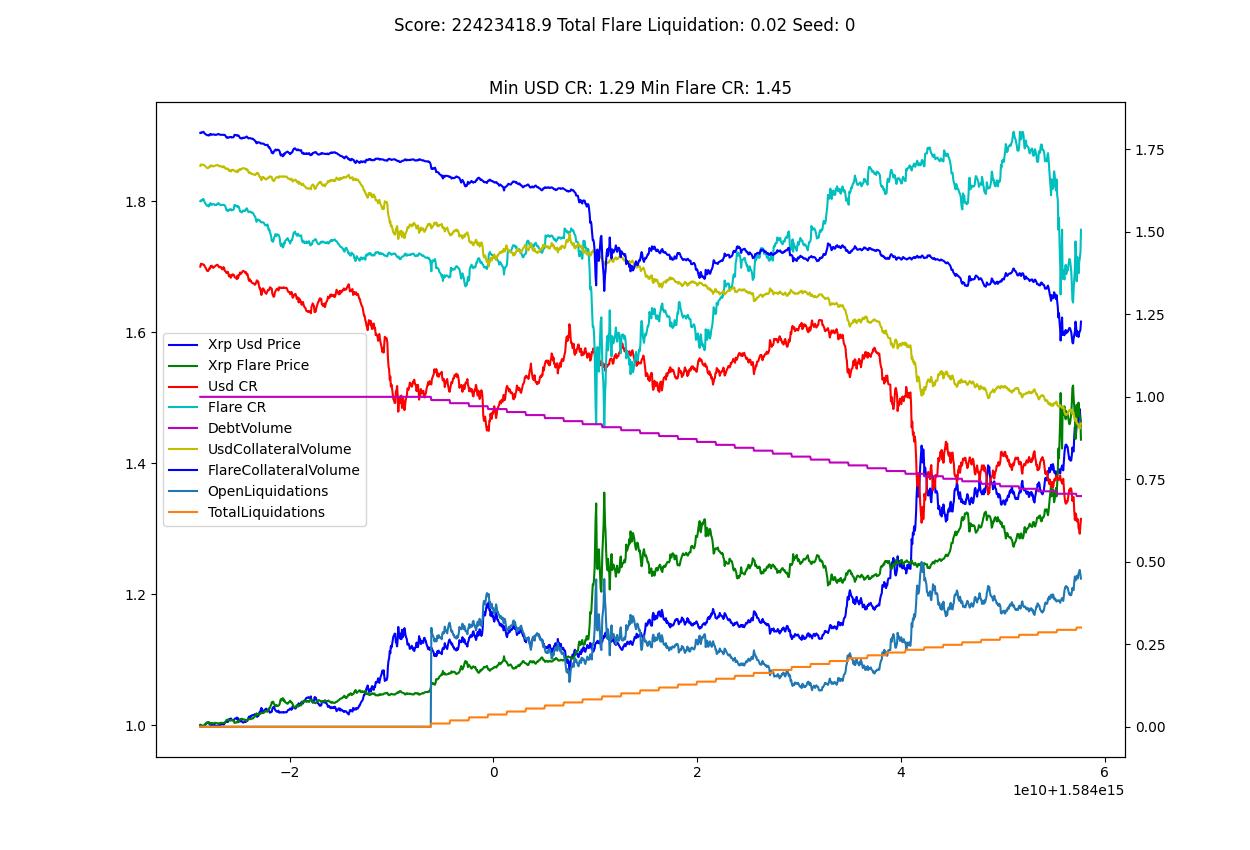 Score: 22423418.9 Total Flare Liquidation: 0.02 Seed: 0
Min USD CR: 1.29 Min Flare CR: 1.45
1.8
1.6
1.4
1.2
1.0
Xrp Usd Price
Xrp Flare Price
Usd CR
Flare CR
DebtVolume
UsdCollateralVolume
FlareCollateralVolume
OpenLiquidations
TotalLiquidations
1.75
1.50
1.25
1.00
0.75
0.50
0.25
0.00
−2 0 2 4 6
1e10+1.584e15